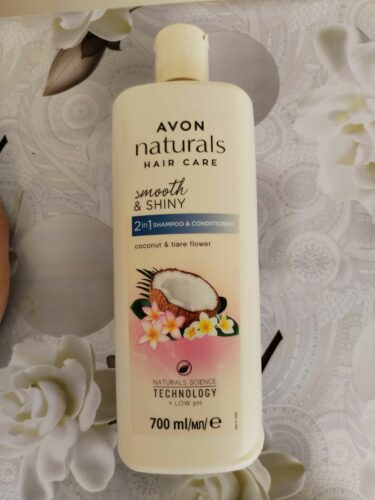 AVON
naturals
HAIR CARE
smooth
& SHINY
2in1 SHAMPOO & CONDITIONER
coconut & tiare flower
NATURALS SCIENCE
TECHNOLOGY
+ LOW pH
700 ml/мл/℮